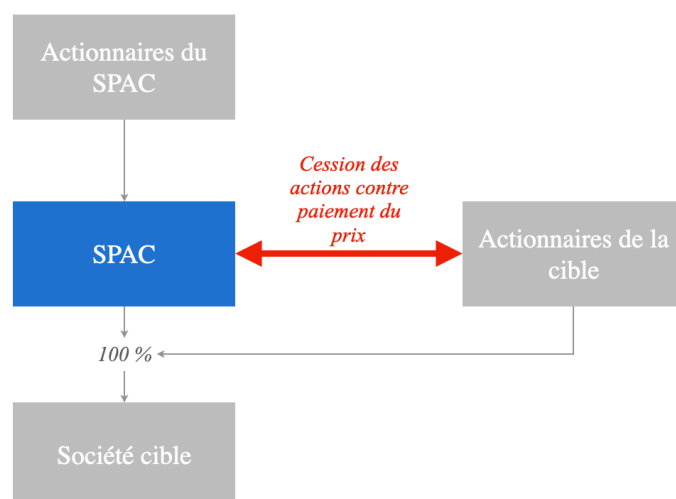 Actionnaires du
SPAC
Cession des
actions contre
paiement du
prix
SPAC
Actionnaires de la
cible
100 %
Société cible